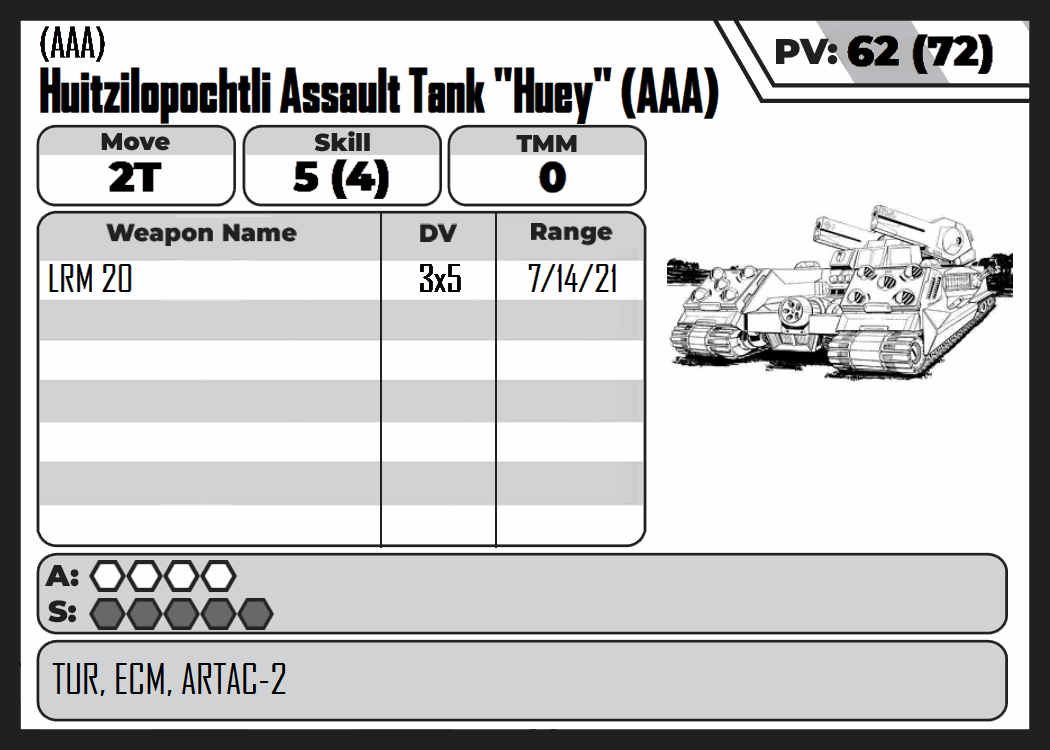 (AAA)
Huitzilopochtli Assault Tank "Huey" (AAA)
PV: 62 (72)
Move
2T
Skill
5 (4)
TMM
0
Weapon Name DV Range
LRM 20 3x5 7/14/21
A:
S:
TUR, ECM, ARTAC-2